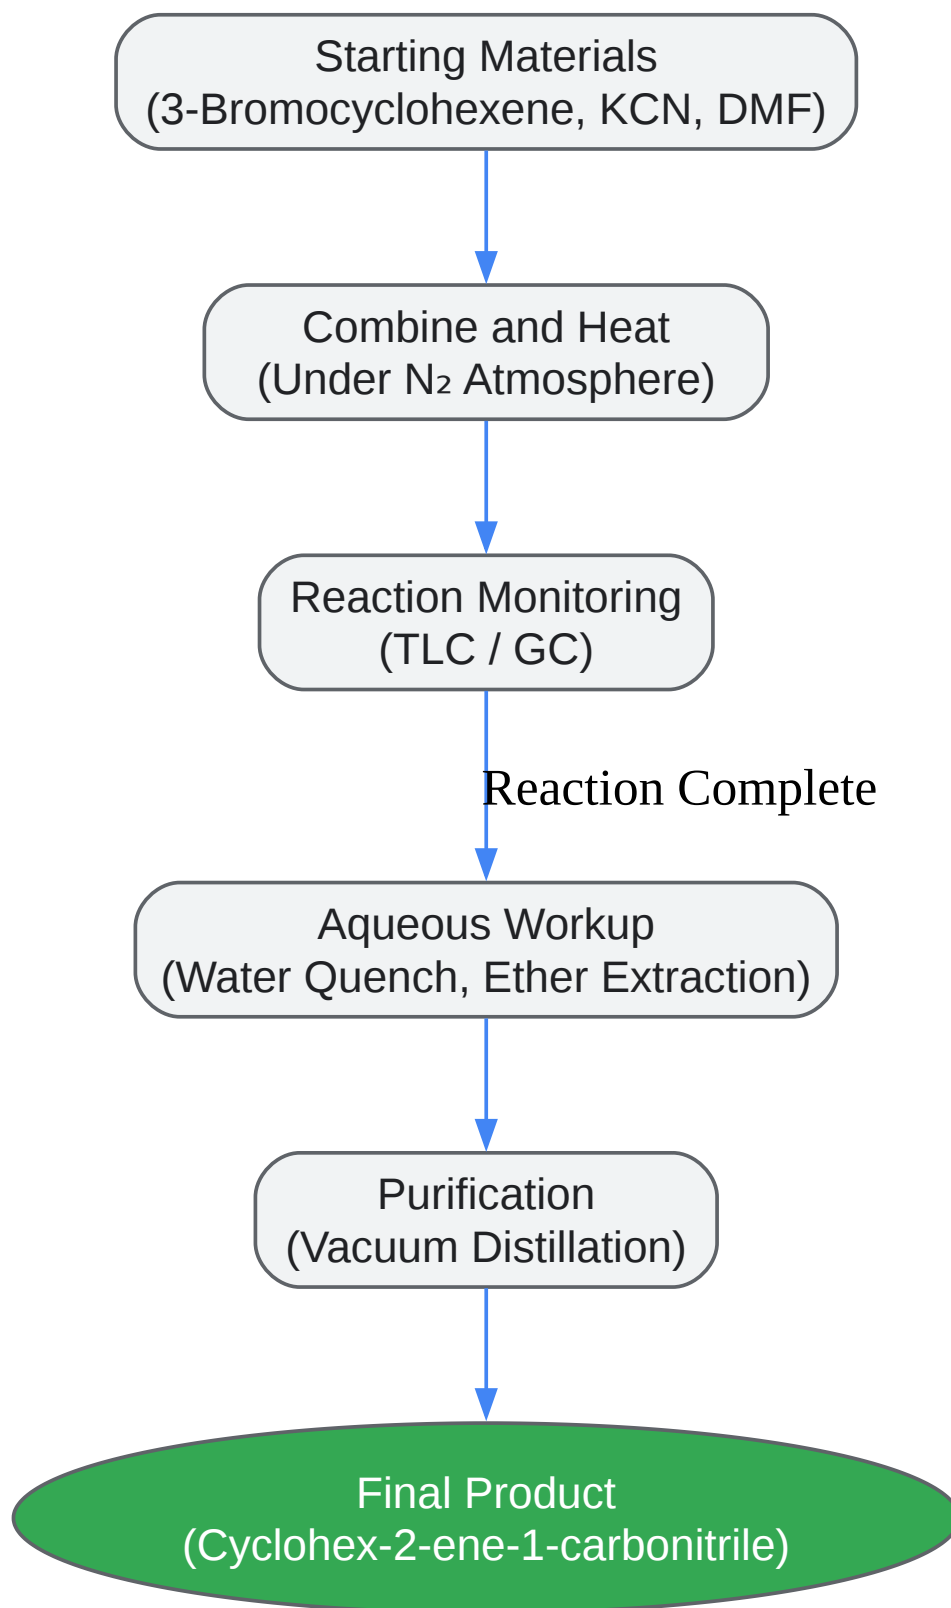 Starting Materials
(3-Bromocyclohexene, KCN, DMF)
Combine and Heat
(Under N₂ Atmosphere)
Reaction Monitoring
(TLC / GC)
Reaction Complete
Aqueous Workup
(Water Quench, Ether Extraction)
Purification
(Vacuum Distillation)
Final Product
(Cyclohex-2-ene-1-carbonitrile)